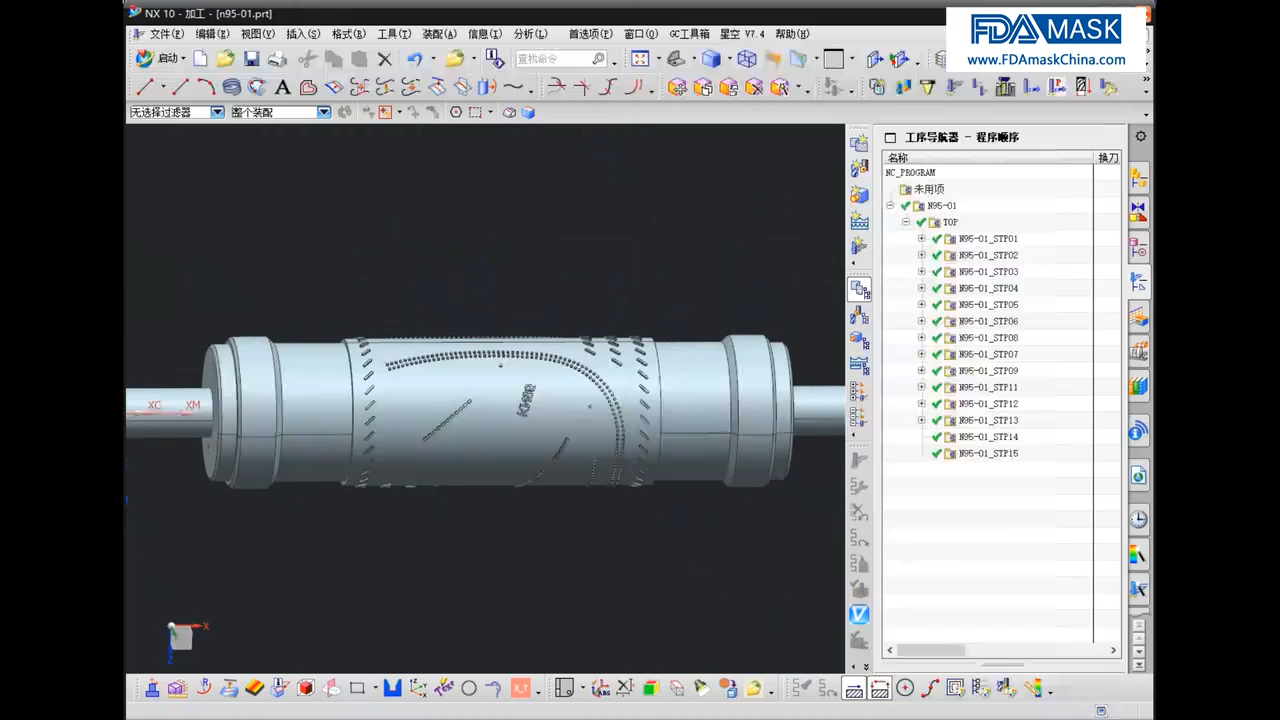 NX 10 - 加工 - [n95-01.prt]
FDA MASK
www.FDAmaskChina.com
文件(F) 编辑(E) 视图(V) 插入(S) 格式(R) 工具(T) 装配(A) 信息(I) 分析(L) 首选项(P) 窗口(O) GC工具箱 星空 V7.4 帮助(H)
启动 查找命令
无选择过滤器 整个装配
工序导航器 - 程序顺序
名称 换刀
NC_PROGRAM
未用项
N95-01
TOP
N95-01_STP01
N95-01_STP02
N95-01_STP03
N95-01_STP04
N95-01_STP05
N95-01_STP06
N95-01_STP08
N95-01_STP07
N95-01_STP09
N95-01_STP11
N95-01_STP12
N95-01_STP13
N95-01_STP14
N95-01_STP15
XC XM
X
Z